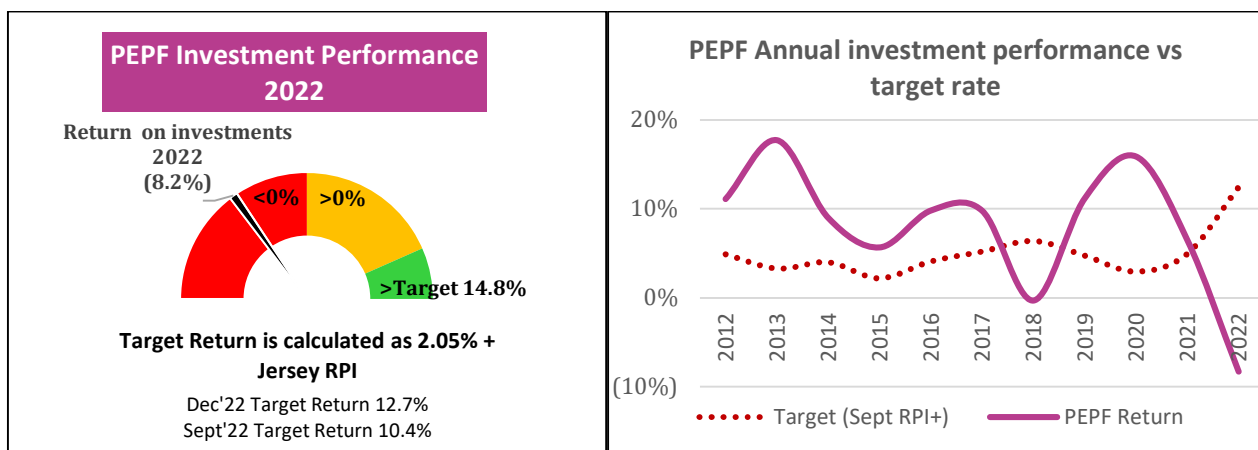 PEPF Investment Performance
2022
Return on investments
2022
(8.2%)
<0% >0%
>Target 14.8%
Target Return is calculated as 2.05% +
Jersey RPI
Dec'22 Target Return 12.7%
Sept'22 Target Return 10.4%
PEPF Annual investment performance vs
target rate
20%
10%
0%
(10%)
2012
2013
2014
2015
2016
2017
2018
2019
2020
2021
2022
Target (Sept RPI+) PEPF Return